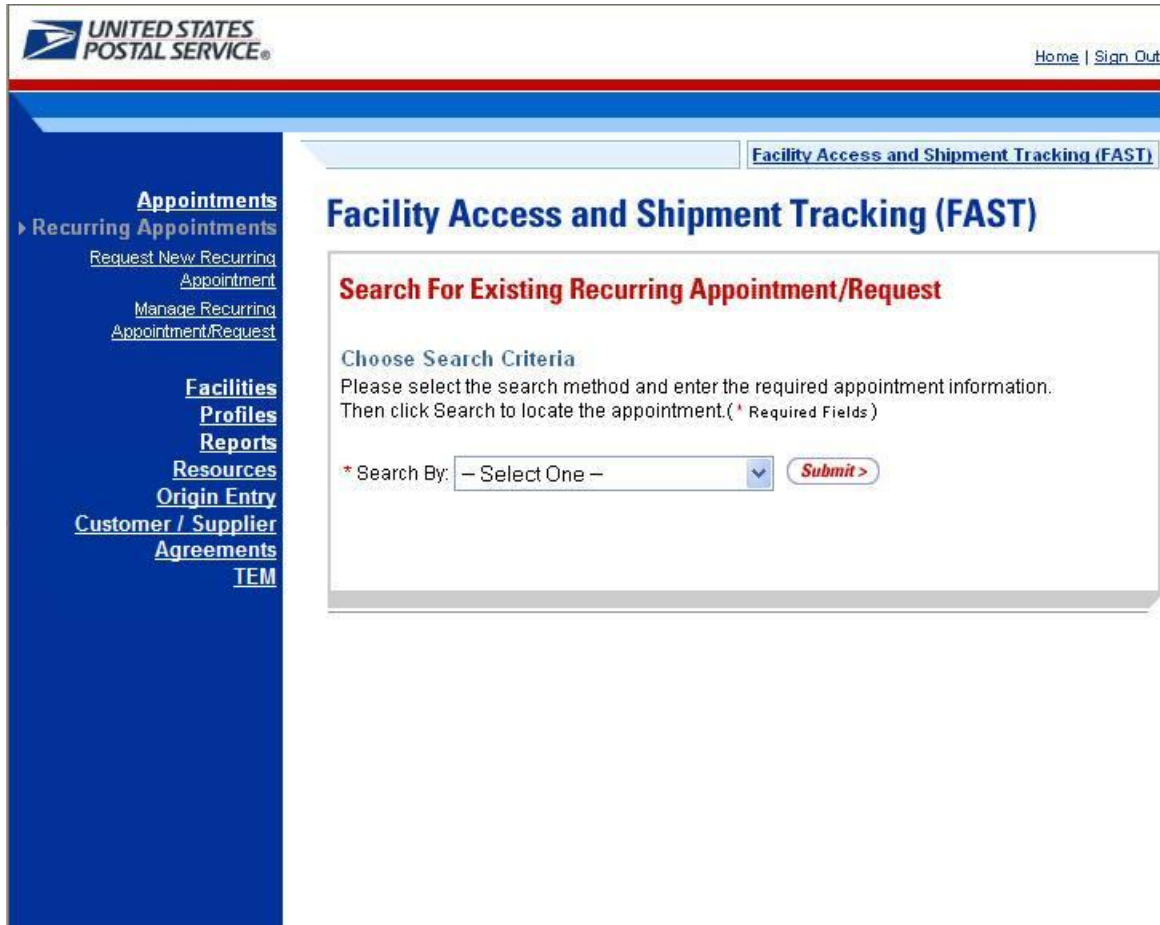 UNITED STATES
POSTAL SERVICE®
Home | Sign Out
Facility Access and Shipment Tracking (FAST)
Appointments
Recurring Appointments
Request New Recurring
Appointment
Manage Recurring
Appointment/Request
Facilities
Profiles
Reports
Resources
Origin Entry
Customer / Supplier
Agreements
TEM
Facility Access and Shipment Tracking (FAST)
Search For Existing Recurring Appointment/Request
Choose Search Criteria
Please select the search method and enter the required appointment information.
Then click Search to locate the appointment.( * Required Fields )
* Search By: – Select One – Submit >